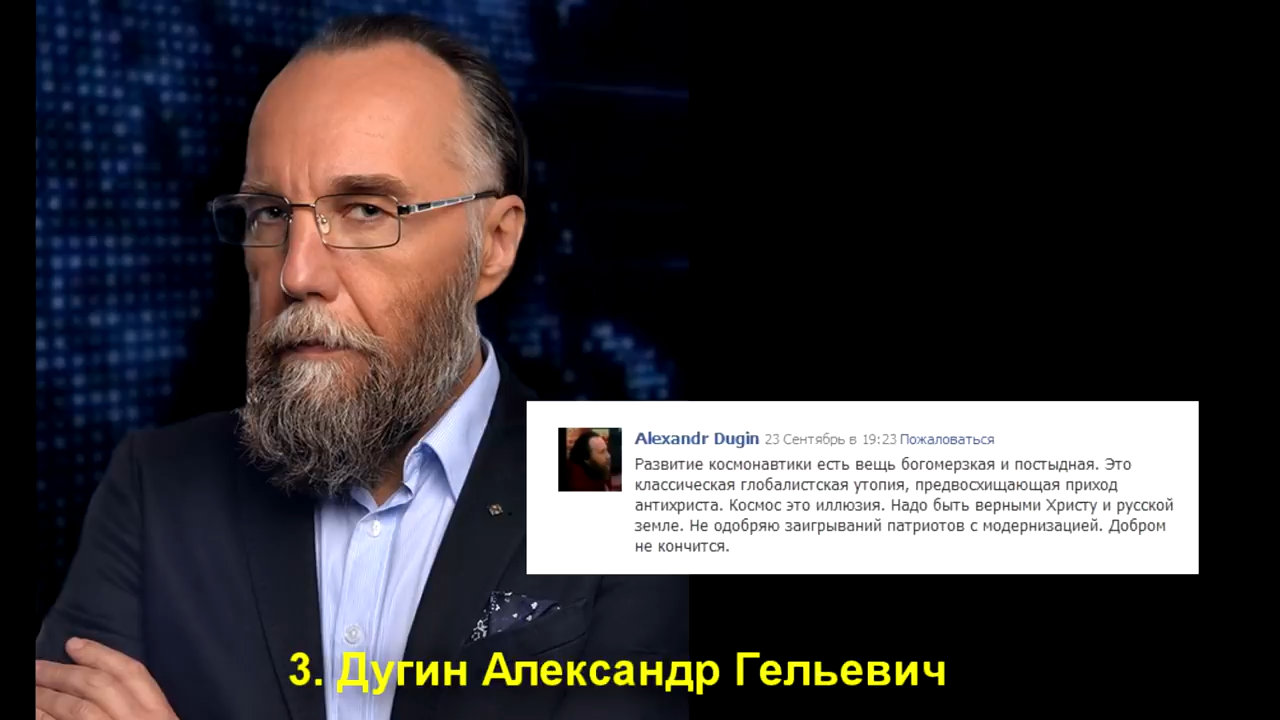 Alexandr Dugin 23 Сентябрь в 19:23 Пожаловаться
Развитие космонавтики есть вещь богомерзкая и постыдная. Это
классическая глобалистская утопия, предвосхищающая приход
антихриста. Космос это иллюзия. Надо быть верными Христу и русской
земле. Не одобряю заигрываний патриотов с модернизацией. Добром
не кончится.
3. Дугин Александр Гельевич